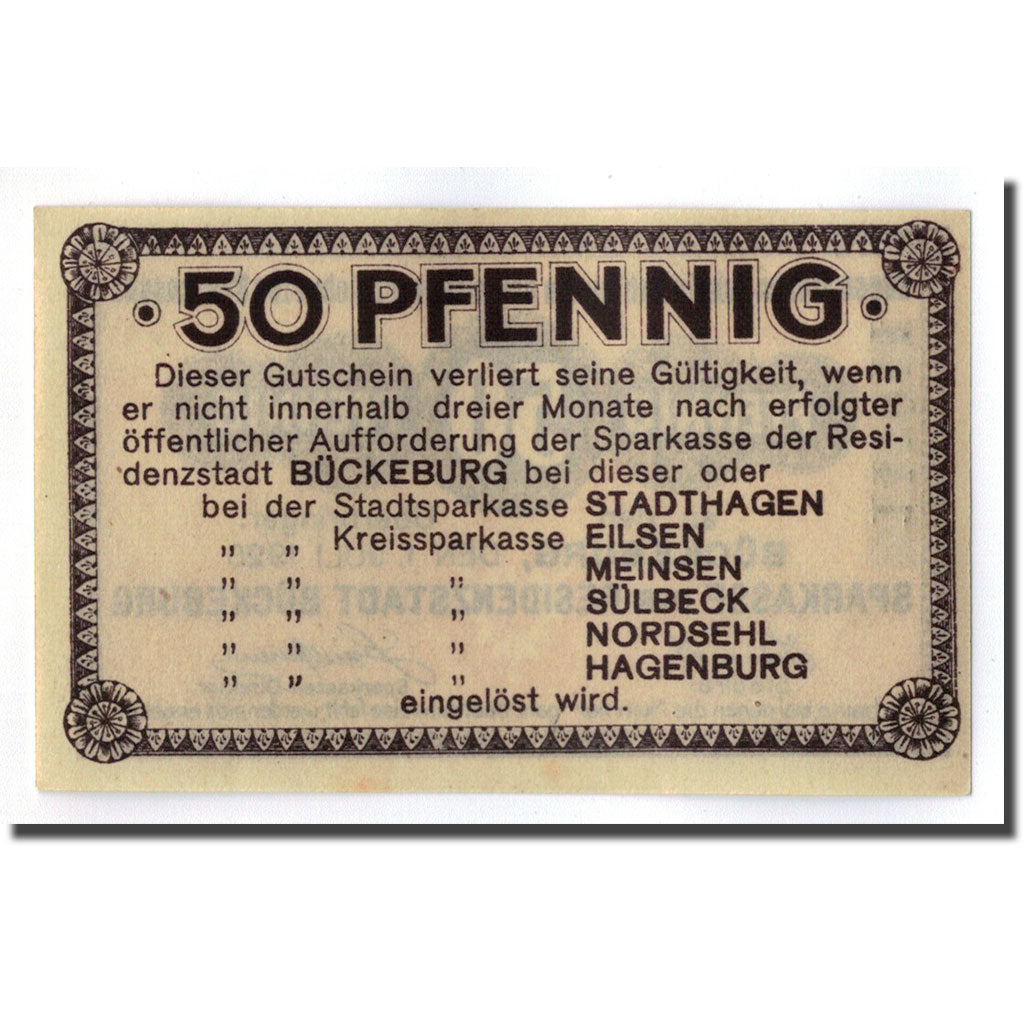 · 50 PFENNIG ·
Dieser Gutschein verliert seine Gültigkeit, wenn
er nicht innerhalb dreier Monate nach erfolgter
öffentlicher Aufforderung der Sparkasse der Resi-
denzstadt BÜCKEBURG bei dieser oder
bei der Stadtsparkasse STADTHAGEN
„ „ Kreissparkasse EILSEN
„ „ „ MEINSEN
„ „ „ SÜLBECK
„ „ „ NORDSEHL
„ „ „ HAGENBURG
eingelöst wird.